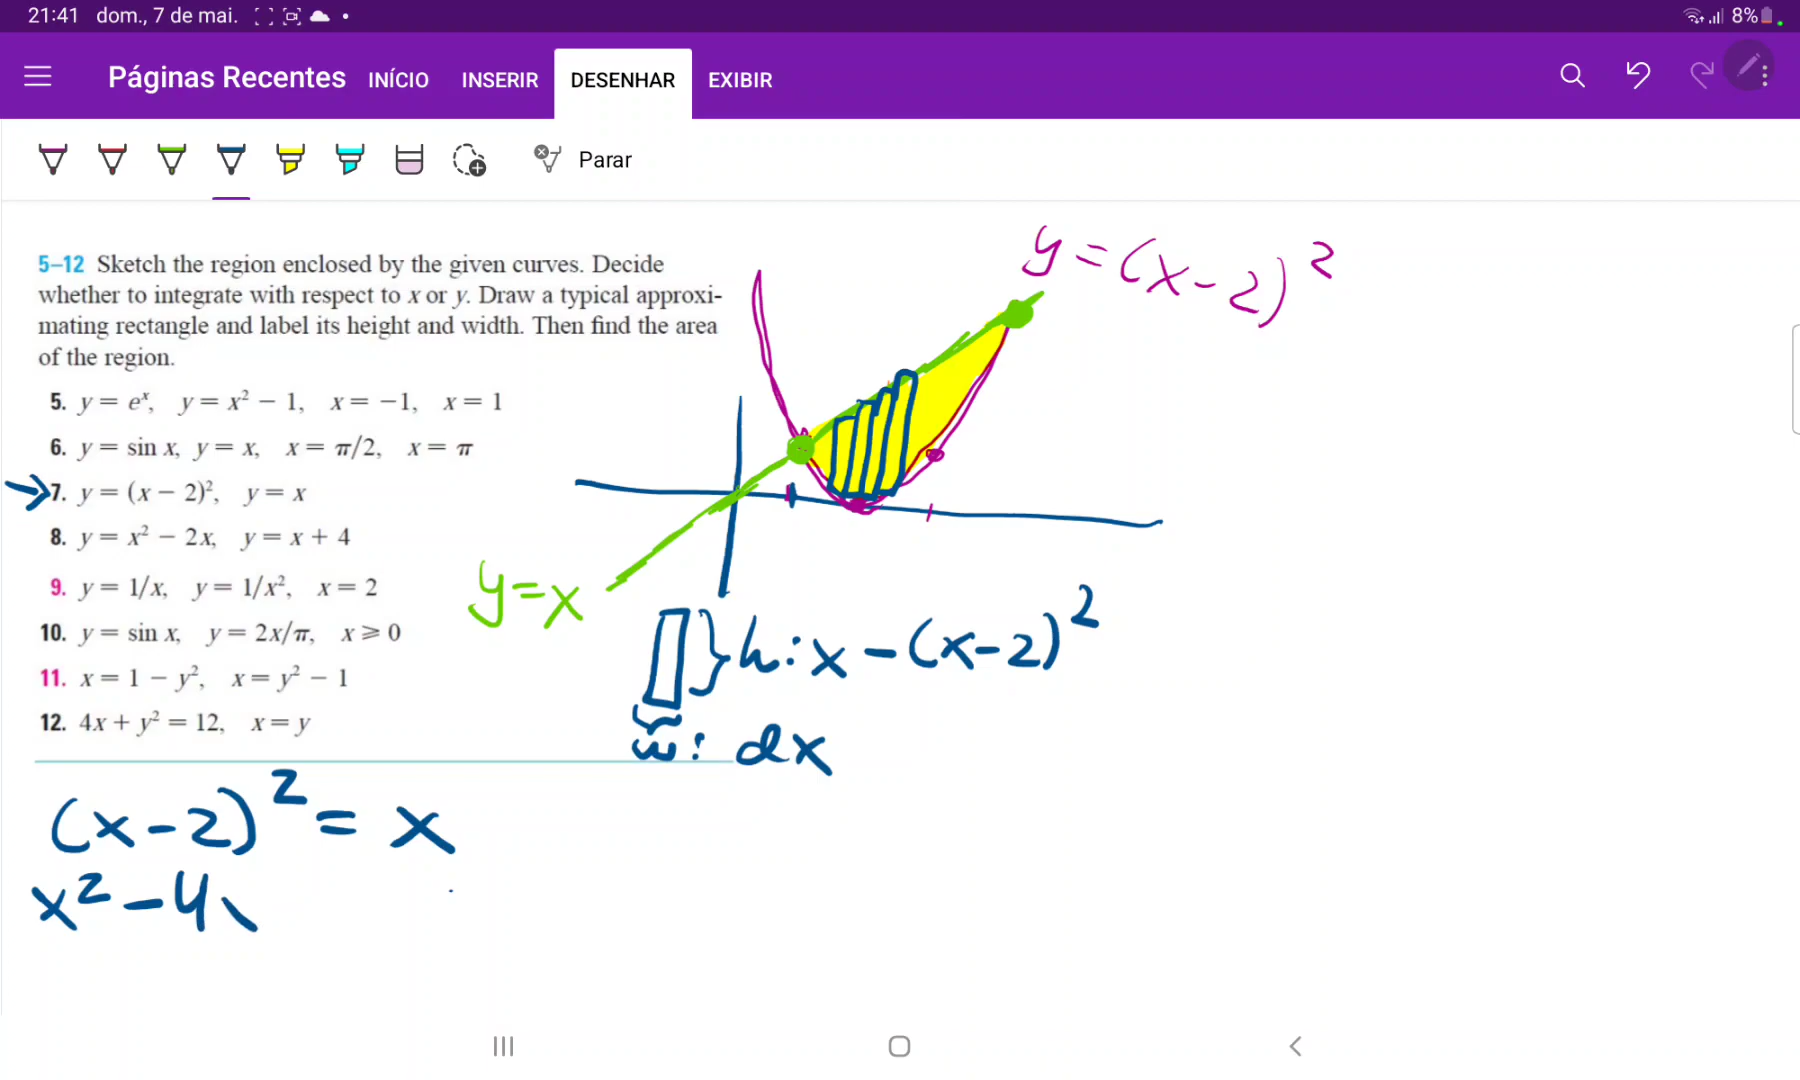 21:41 dom., 7 de mai. 8%
Páginas Recentes INÍCIO INSERIR DESENHAR EXIBIR
Parar
5–12 Sketch the region enclosed by the given curves. Decide
whether to integrate with respect to x or y. Draw a typical approxi-
mating rectangle and label its height and width. Then find the area
of the region.
5. y = eˣ, y = x² − 1, x = −1, x = 1
6. y = sin x, y = x, x = π/2, x = π
7. y = (x − 2)², y = x
8. y = x² − 2x, y = x + 4
9. y = 1/x, y = 1/x², x = 2
10. y = sin x, y = 2x/π, x ⩾ 0
11. x = 1 − y², x = y² − 1
12. 4x + y² = 12, x = y
y = (x-2)²
y=x
h: x - (x-2)²
w: dx
(x-2)² = x
x² - 4